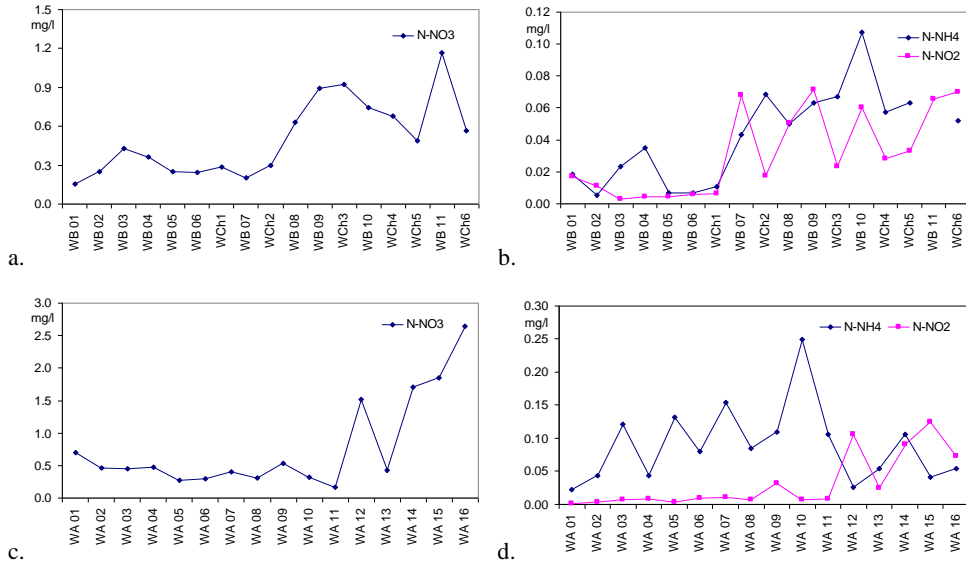 a.
mg/l
1.5
1.2
0.9
0.6
0.3
0.0
N-NO3
WB 01 WB 02 WB 03 WB 04 WB 05 WB 06 WCh1 WB 07 WCh2 WB 08 WB 09 WCh3 WB 10 WCh4 WCh5 WB 11 WCh6
b.
mg/l
0.12
0.10
0.08
0.06
0.04
0.02
0.00
N-NH4
N-NO2
WB 01 WB 02 WB 03 WB 04 WB 05 WB 06 WCh1 WB 07 WCh2 WB 08 WB 09 WCh3 WB 10 WCh4 WCh5 WB 11 WCh6
c.
mg/l
3.0
2.5
2.0
1.5
1.0
0.5
0.0
N-NO3
WA 01 WA 02 WA 03 WA 04 WA 05 WA 06 WA 07 WA 08 WA 09 WA 10 WA 11 WA 12 WA 13 WA 14 WA 15 WA 16
d.
mg/l
0.30
0.25
0.20
0.15
0.10
0.05
0.00
N-NH4 N-NO2
WA 01 WA 02 WA 03 WA 04 WA 05 WA 06 WA 07 WA 08 WA 09 WA 10 WA 11 WA 12 WA 13 WA 14 WA 15 WA 16